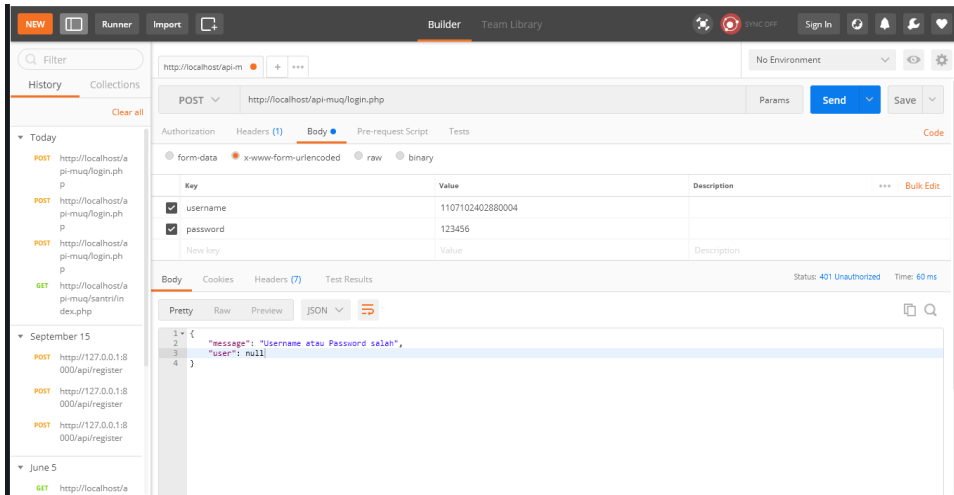 NEW Runner Import Builder Team Library SYNC OFF Sign In
Filter
History Collections
Clear all
Today
POST http://localhost/a
pi-muq/login.ph
p
POST http://localhost/a
pi-muq/login.ph
p
POST http://localhost/a
pi-muq/login.ph
p
GET http://localhost/a
pi-muq/santri/in
dex.php
September 15
POST http://127.0.0.1:8
000/api/register
POST http://127.0.0.1:8
000/api/register
POST http://127.0.0.1:8
000/api/register
June 5
GET http://localhost/a
http://localhost/api-m + •••
No Environment
POST http://localhost/api-muq/login.php Params Send Save
Authorization Headers (1) Body Pre-request Script Tests Code
form-data x-www-form-urlencoded raw binary
Key Value Description ••• Bulk Edit
username 1107102402880004
password 123456
New key Value Description
Body Cookies Headers (7) Test Results Status: 401 Unauthorized Time: 60 ms
Pretty Raw Preview JSON
1 {
2 "message": "Username atau Password salah",
3 "user": null
4 }